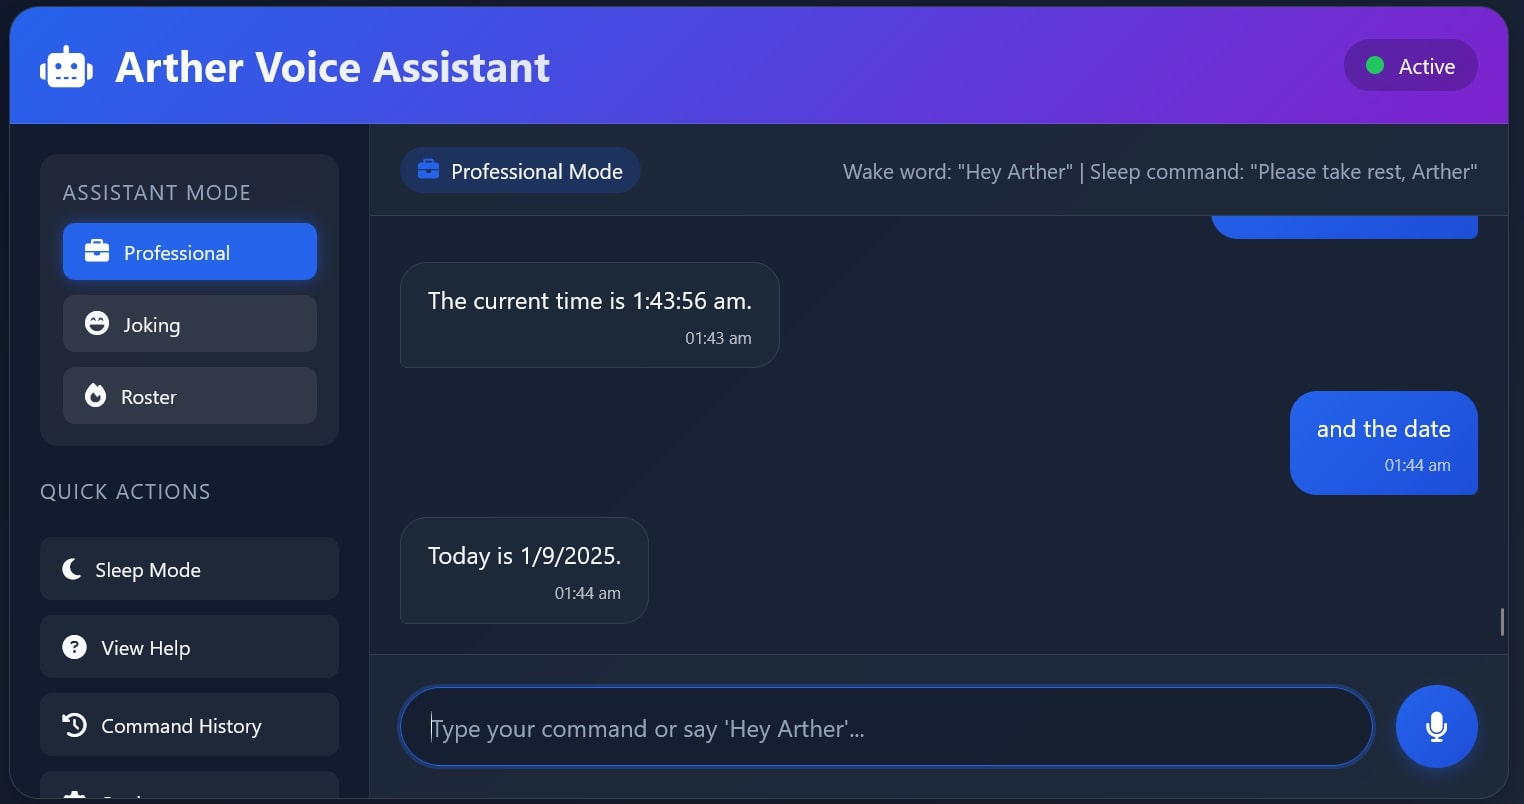 Arther Voice Assistant
Active
ASSISTANT MODE
Professional
Joking
Roster
QUICK ACTIONS
Sleep Mode
View Help
Command History
Professional Mode
Wake word: "Hey Arther" | Sleep command: "Please take rest, Arther"
The current time is 1:43:56 am.
01:43 am
and the date
01:44 am
Today is 1/9/2025.
01:44 am
Type your command or say 'Hey Arther'...